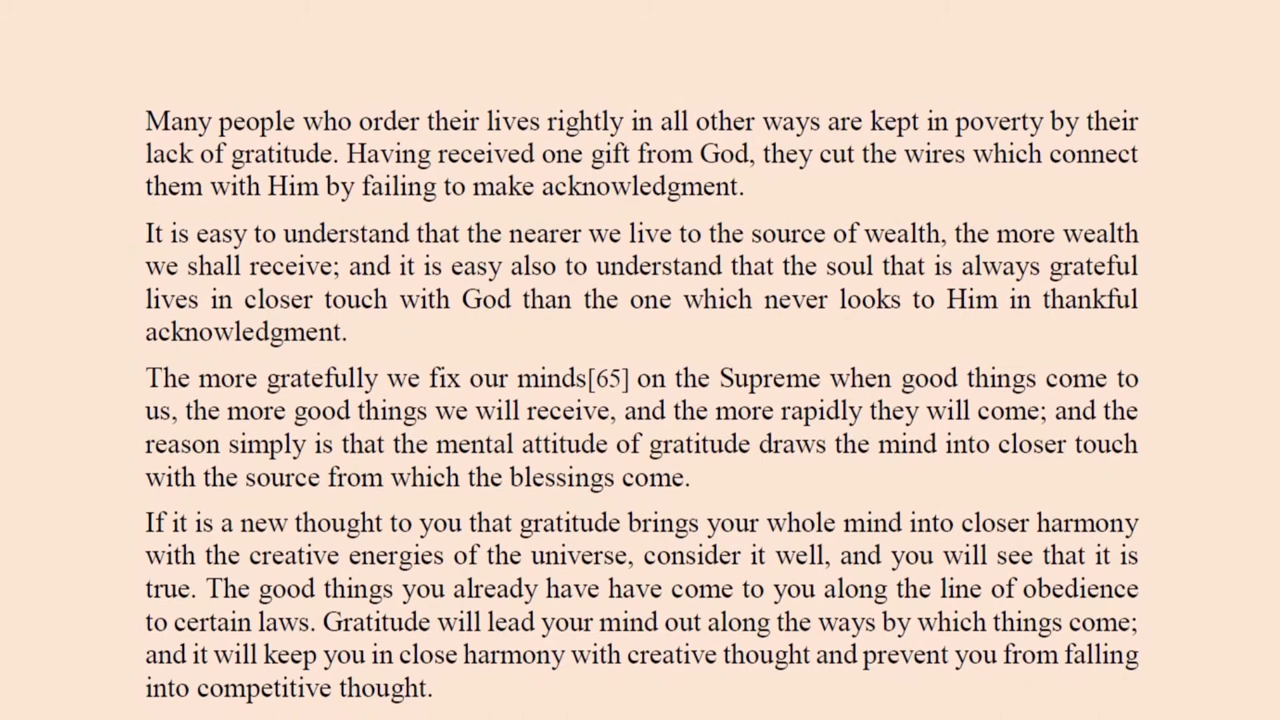 Many people who order their lives rightly in all other ways are kept in poverty by their
lack of gratitude. Having received one gift from God, they cut the wires which connect
them with Him by failing to make acknowledgment.
It is easy to understand that the nearer we live to the source of wealth, the more wealth
we shall receive; and it is easy also to understand that the soul that is always grateful
lives in closer touch with God than the one which never looks to Him in thankful
acknowledgment.
The more gratefully we fix our minds[65] on the Supreme when good things come to
us, the more good things we will receive, and the more rapidly they will come; and the
reason simply is that the mental attitude of gratitude draws the mind into closer touch
with the source from which the blessings come.
If it is a new thought to you that gratitude brings your whole mind into closer harmony
with the creative energies of the universe, consider it well, and you will see that it is
true. The good things you already have have come to you along the line of obedience
to certain laws. Gratitude will lead your mind out along the ways by which things come;
and it will keep you in close harmony with creative thought and prevent you from falling
into competitive thought.